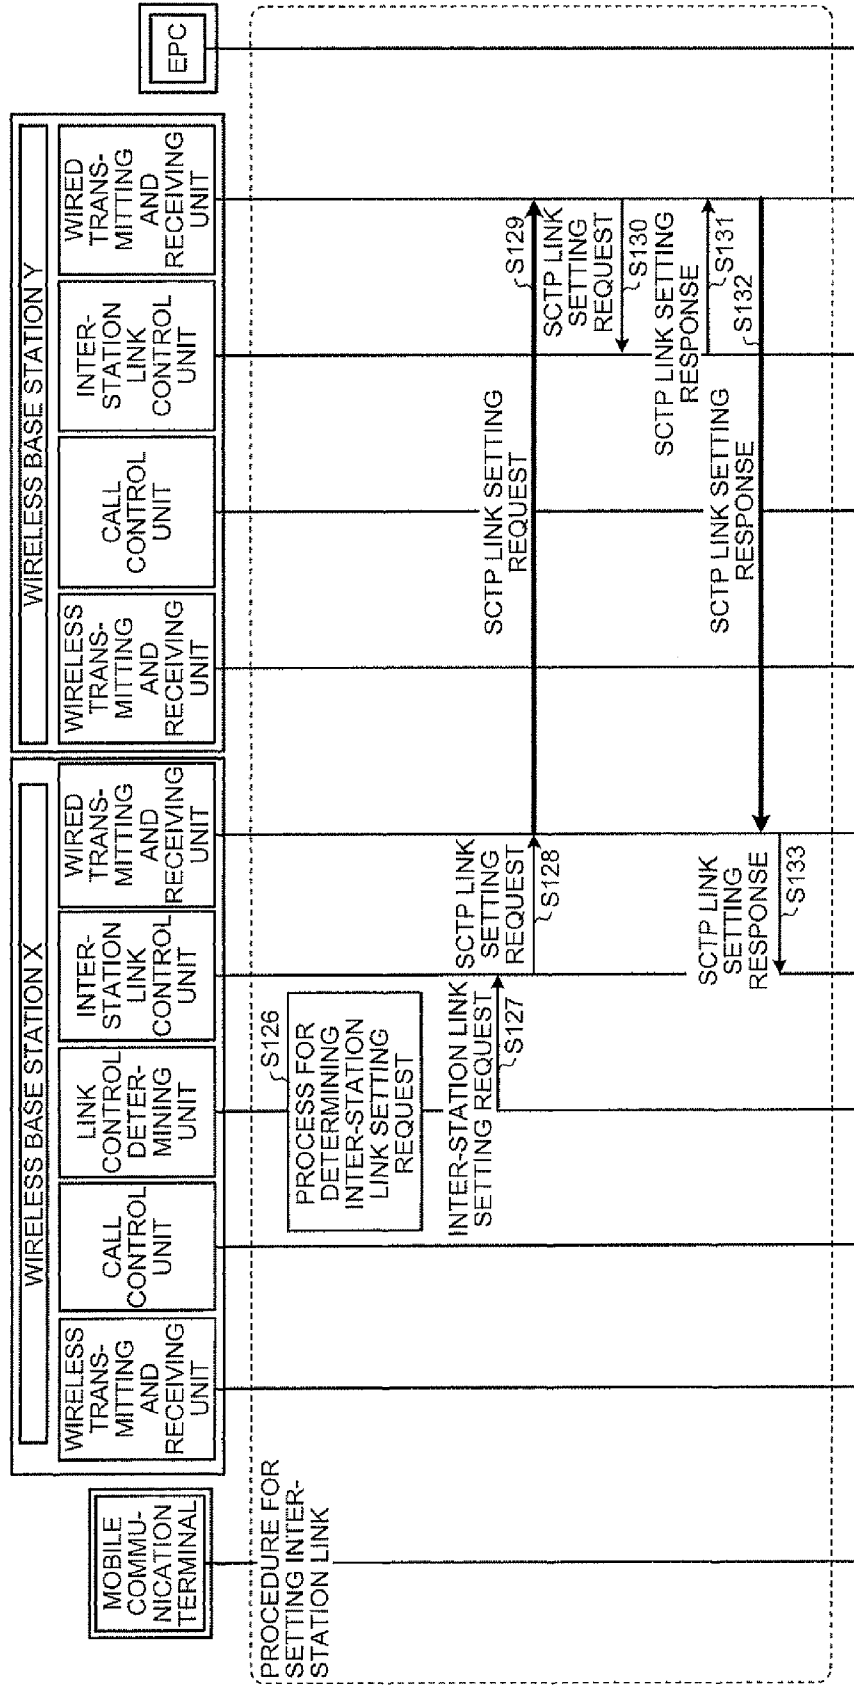 MOBILE
COMMU-
NICATION
TERMINAL
WIRELESS BASE STATION X
WIRELESS
TRANS-
MITTING
AND
RECEIVING
UNIT
CALL
CONTROL
UNIT
LINK
CONTROL
DETER-
MINING
UNIT
INTER-
STATION
LINK
CONTROL
UNIT
WIRED
TRANS-
MITTING
AND
RECEIVING
UNIT
WIRELESS BASE STATION Y
WIRELESS
TRANS-
MITTING
AND
RECEIVING
UNIT
CALL
CONTROL
UNIT
INTER-
STATION
LINK
CONTROL
UNIT
WIRED
TRANS-
MITTING
AND
RECEIVING
UNIT
EPC
PROCEDURE FOR
SETTING INTER-
STATION LINK
S126
PROCESS FOR
DETERMINING
INTER-STATION
LINK SETTING
REQUEST
INTER-STATION LINK
SETTING REQUEST
S127
SCTP LINK
SETTING
REQUEST
S128
SCTP LINK SETTING
REQUEST
S129
SCTP LINK
SETTING
REQUEST
S130
SCTP LINK SETTING
RESPONSE
S131
SCTP LINK SETTING
RESPONSE
S132
SCTP LINK
SETTING
RESPONSE
S133